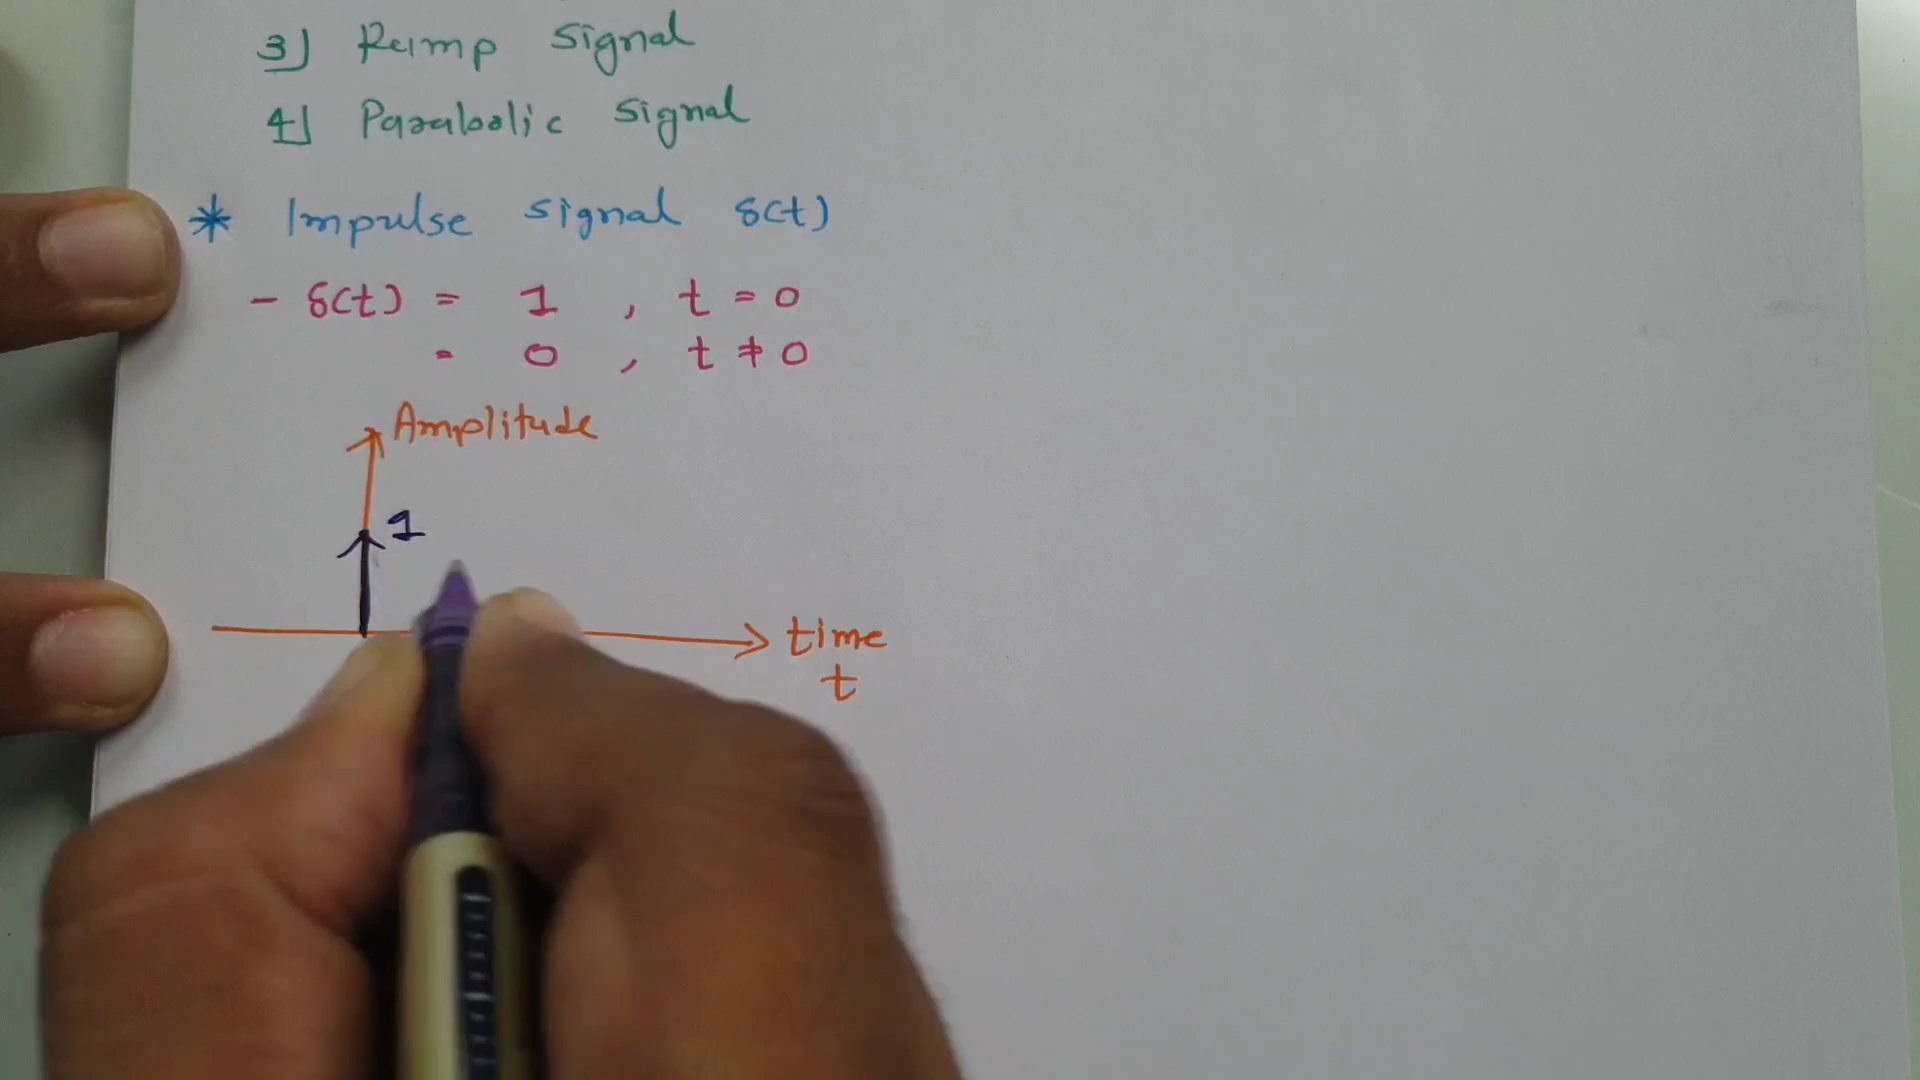 3) Ramp Signal
4) Parabolic Signal
* Impulse signal δ(t)
- δ(t) = 1 , t = 0
= 0 , t ≠ 0
Amplitude
1
time
t